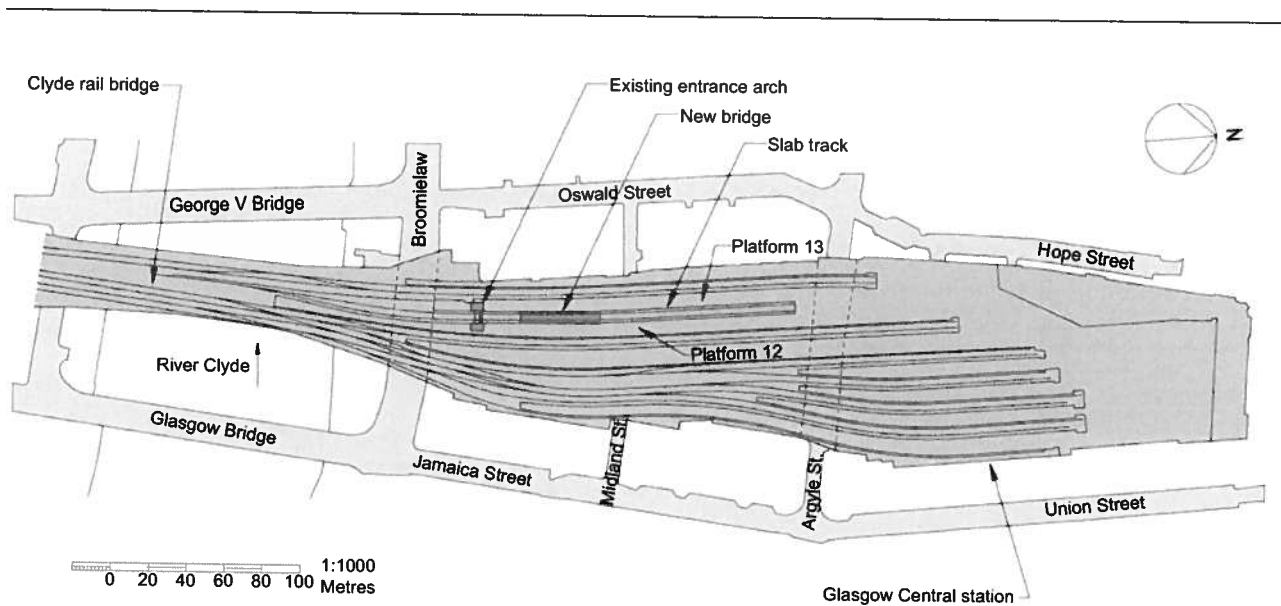 Clyde rail bridge
Existing entrance arch
New bridge
Slab track
N
George V Bridge
Broomielaw
Oswald Street
Platform 13
Hope Street
River Clyde
Platform 12
Glasgow Bridge
Jamaica Street
Midland St.
Argyle St.
Union Street
1:1000
0 20 40 60 80 100 Metres
Glasgow Central station